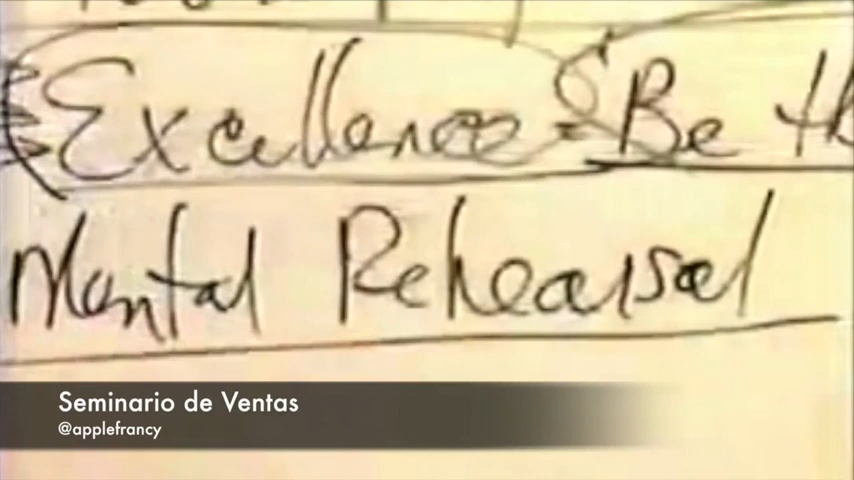 Excellence = Be
Mental Rehearsal
Seminario de Ventas
@applefrancy